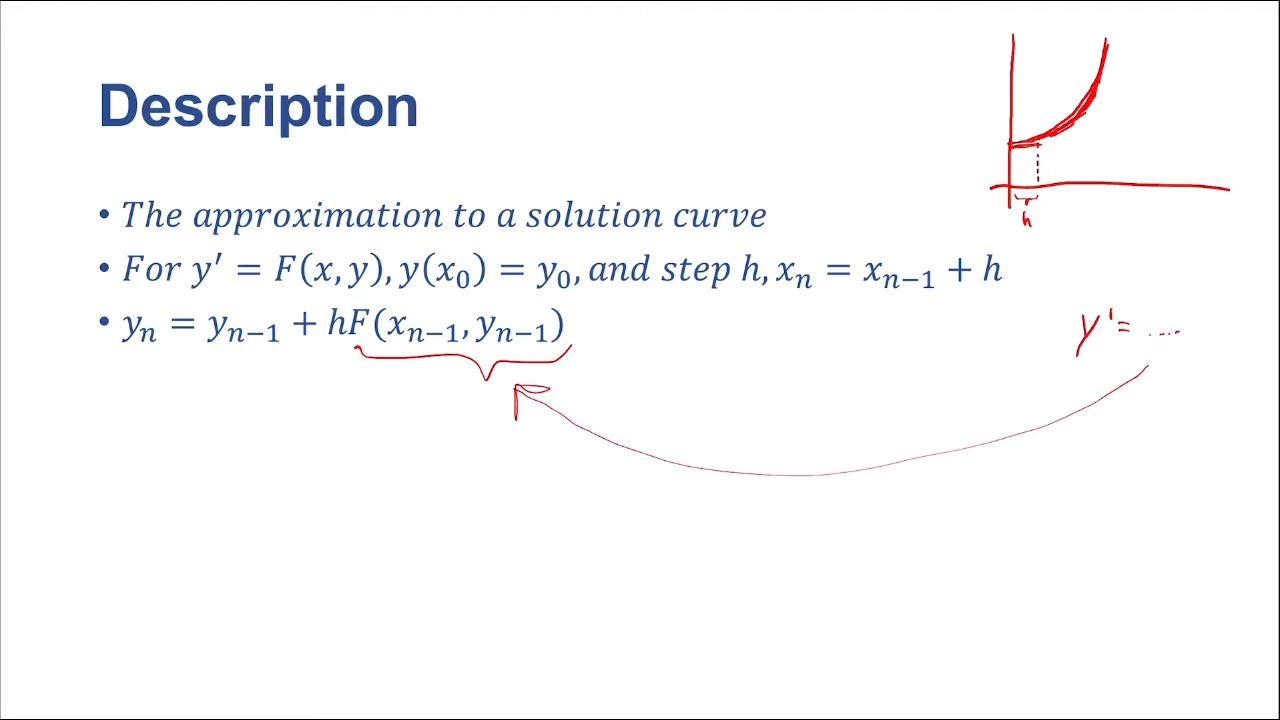 Description
• The approximation to a solution curve
• For y′ = F(x, y), y(x₀) = y₀, and step h, xₙ = xₙ₋₁ + h
• yₙ = yₙ₋₁ + hF(xₙ₋₁, yₙ₋₁)
h
y' = ....